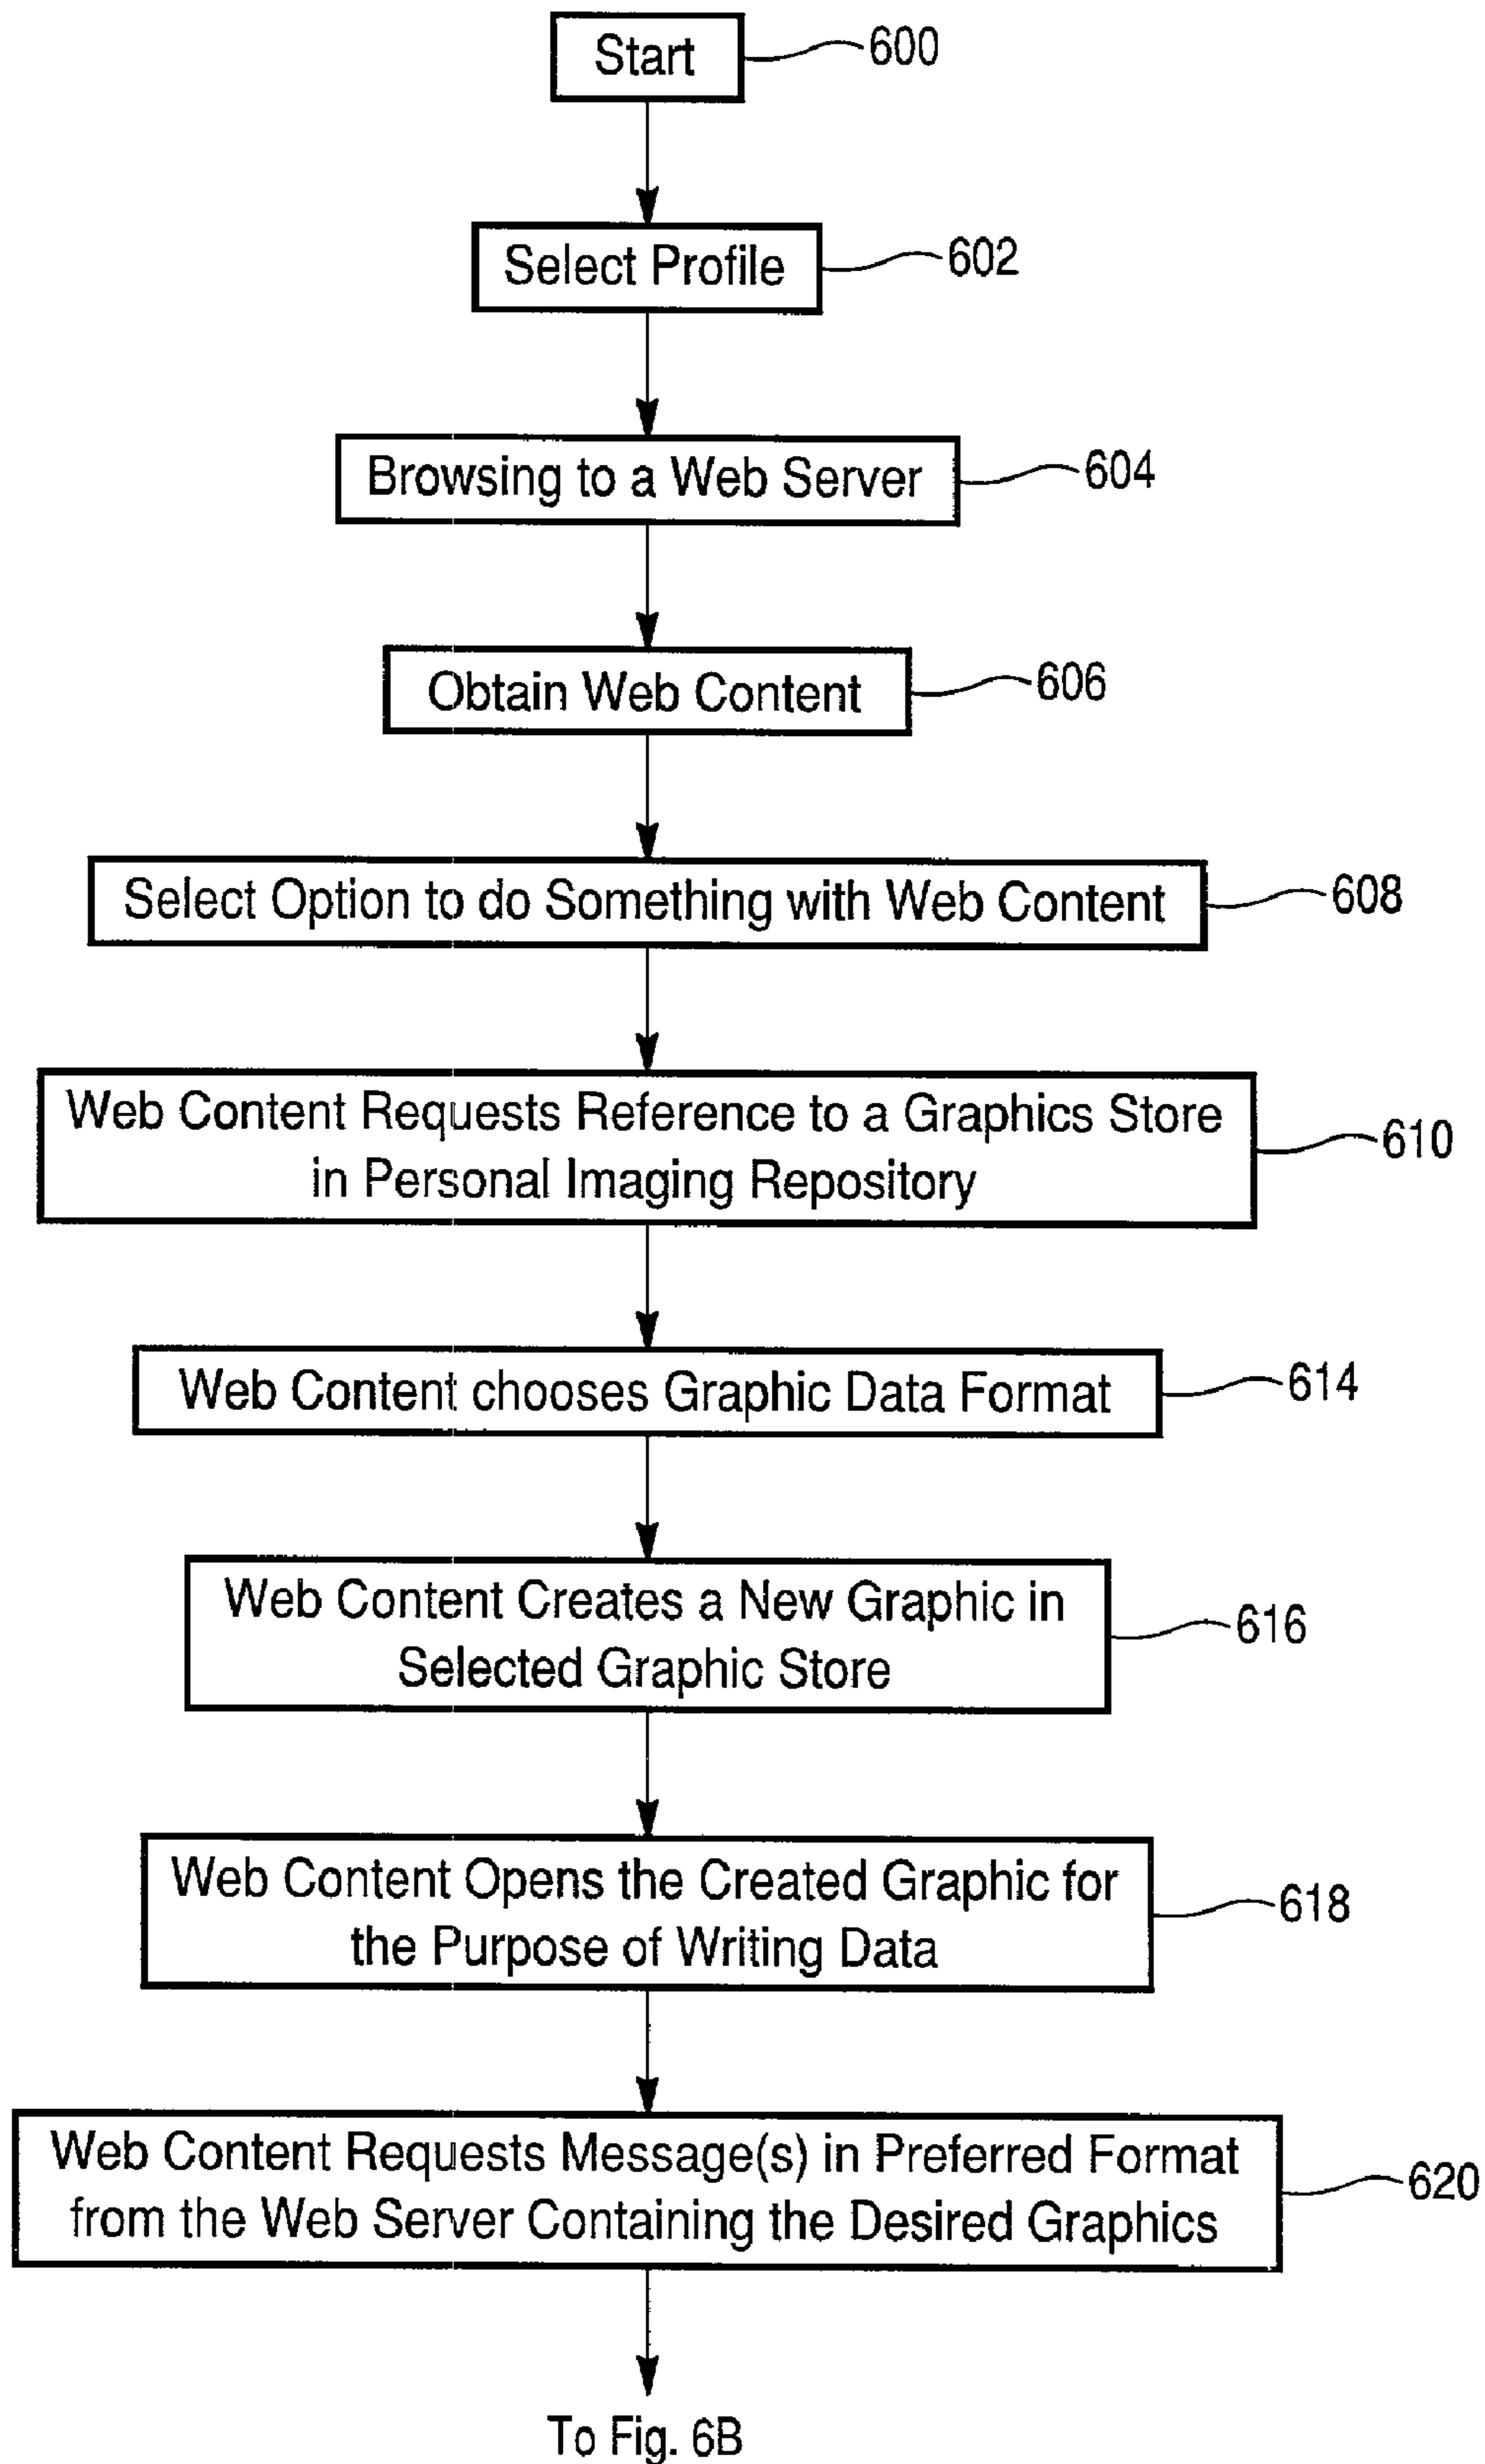 Start
600
Select Profile
602
Browsing to a Web Server
604
Obtain Web Content
606
Select Option to do Something with Web Content
608
Web Content Requests Reference to a Graphics Store
in Personal Imaging Repository
610
Web Content chooses Graphic Data Format
614
Web Content Creates a New Graphic in
Selected Graphic Store
616
Web Content Opens the Created Graphic for
the Purpose of Writing Data
618
Web Content Requests Message(s) in Preferred Format
from the Web Server Containing the Desired Graphics
620
To Fig. 6B